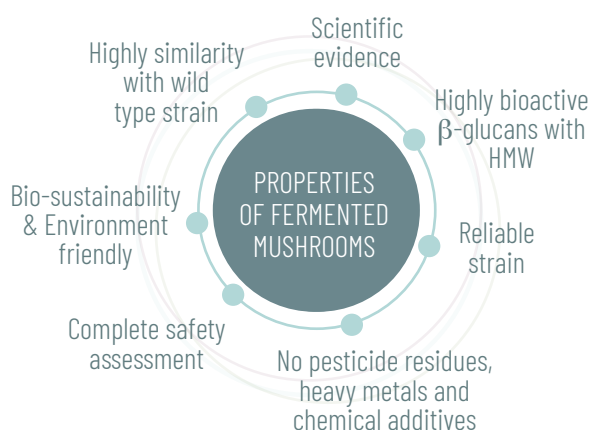 Scientific
evidence
Highly similarity
with wild
type strain
Highly bioactive
β-glucans with
HMW
PROPERTIES
OF FERMENTED
MUSHROOMS
Bio-sustainability
& Environment
friendly
Reliable
strain
Complete safety
assessment
No pesticide residues,
heavy metals and
chemical additives